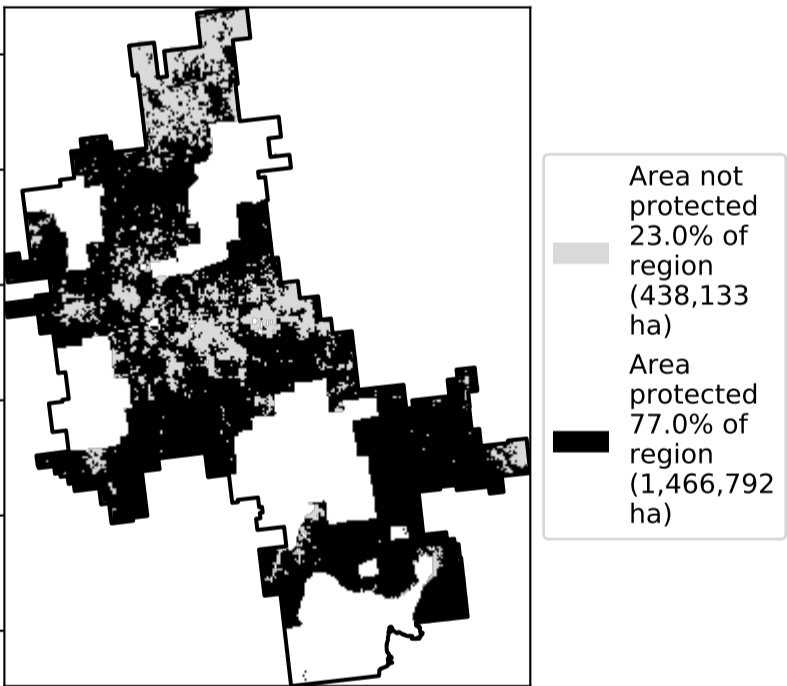 Area not
protected
23.0% of
region
(438,133
ha)
Area
protected
77.0% of
region
(1,466,792
ha)